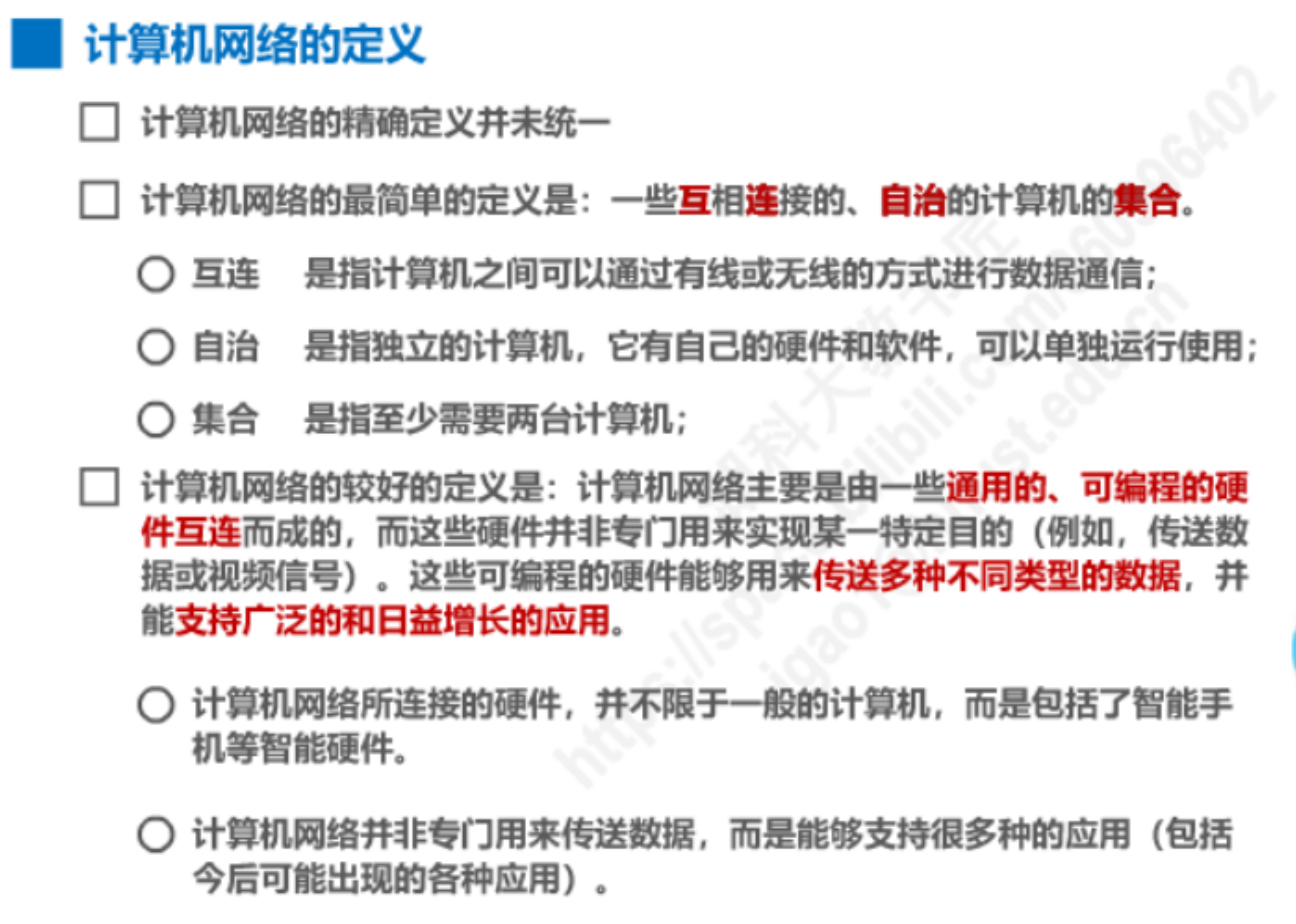 计算机网络的定义
计算机网络的精确定义并未统一
计算机网络的最简单的定义是：一些互相连接的、自治的计算机的集合。
互连 是指计算机之间可以通过有线或无线的方式进行数据通信；
自治 是指独立的计算机，它有自己的硬件和软件，可以单独运行使用；
集合 是指至少需要两台计算机；
计算机网络的较好的定义是：计算机网络主要是由一些通用的、可编程的硬
件互连而成的，而这些硬件并非专门用来实现某一特定目的（例如，传送数
据或视频信号）。这些可编程的硬件能够用来传送多种不同类型的数据，并
能支持广泛的和日益增长的应用。
计算机网络所连接的硬件，并不限于一般的计算机，而是包括了智能手
机等智能硬件。
计算机网络并非专门用来传送数据，而是能够支持很多种的应用（包括
今后可能出现的各种应用）。